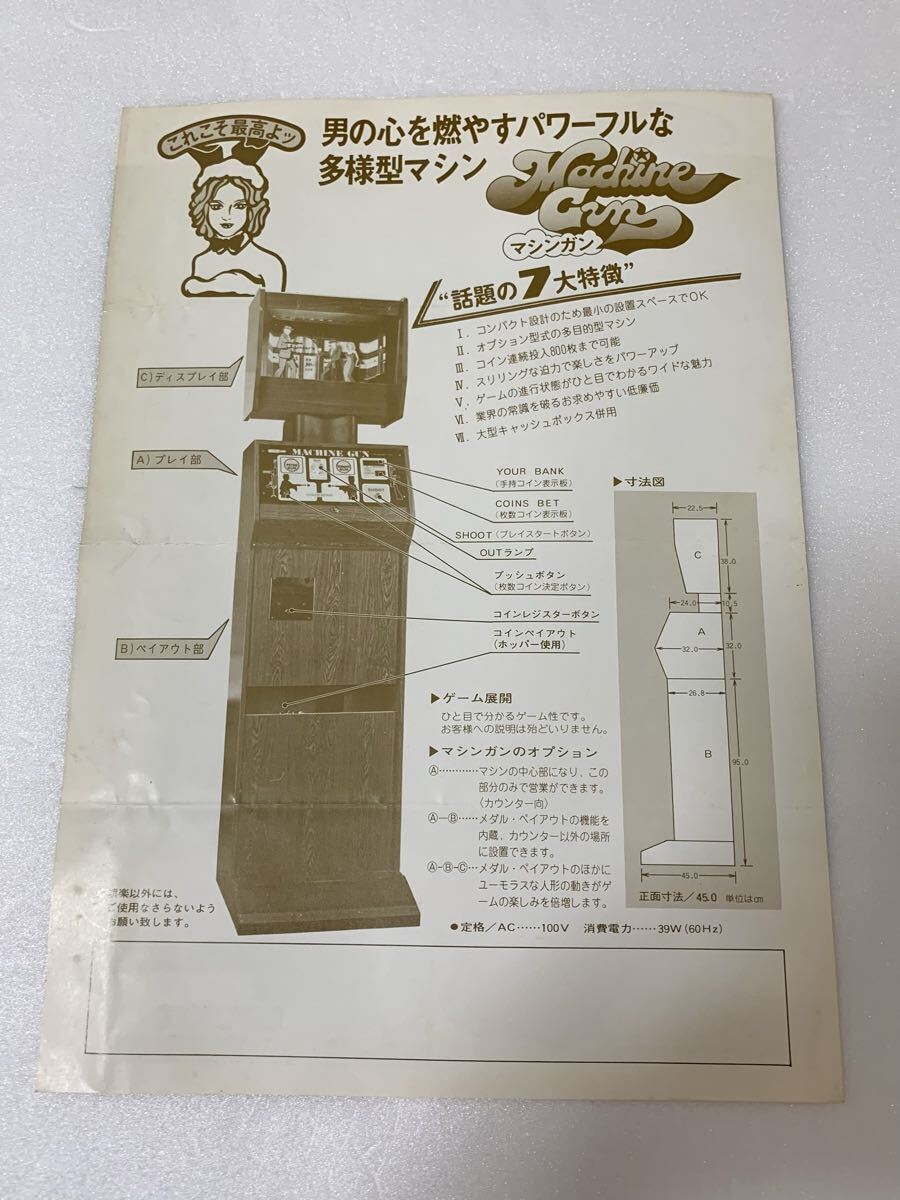 これこそ最高よッ
男の心を燃やすパワーフルな
多様型マシン
Machine
Gun
マシンガン
“話題の7大特徴”
Ⅰ. コンパクト設計のため最小の設置スペースでOK
Ⅱ. オプション型式の多目的型マシン
Ⅲ. コイン連続投入800枚まで可能
Ⅳ. スリリングな迫力で楽しさをパワーアップ
Ⅴ. ゲームの進行状態がひと目でわかるワイドな魅力
Ⅵ. 業界の常識を破るお求めやすい低廉価
Ⅶ. 大型キャッシュボックス併用
C)ディスプレイ部
A)プレイ部
B)ペイアウト部
MACHINE GUN
YOUR BANK
(手持コイン表示板)
COINS BET
(枚数コイン表示板)
SHOOT(プレイスタートボタン)
OUTランプ
プッシュボタン
(枚数コイン決定ボタン)
コインレジスターボタン
コインペイアウト
(ホッパー使用)
▶寸法図
22.5
C
38.0
24.0
10.5
A
32.0
32.0
26.8
B
95.0
45.0
正面寸法/45.0 単位は㎝
▶ゲーム展開
ひと目で分かるゲーム性です。
お客様への説明は殆どいりません。
▶マシンガンのオプション
Ⓐ…………マシンの中心部になり、この
部分のみで営業ができます。
(カウンター向)
Ⓐ-Ⓑ……メダル・ペイアウトの機能を
内蔵、カウンター以外の場所
に設置できます。
Ⓐ-Ⓑ-Ⓒ…メダル・ペイアウトのほかに
ユーモラスな人形の動きがゲ
ームの楽しみを倍増します。
●定格/AC……100V 消費電力……39W(60Hz)
楽以外には、
ご使用なさらないよう
お願い致します。